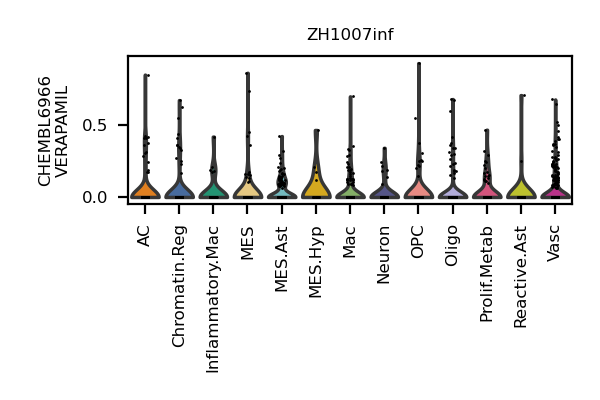 ZH1007inf
CHEMBL6966
VERAPAMIL
0.5
0.0
AC
Chromatin.Reg
Inflammatory.Mac
MES
MES.Ast
MES.Hyp
Mac
Neuron
OPC
Oligo
Prolif.Metab
Reactive.Ast
Vasc